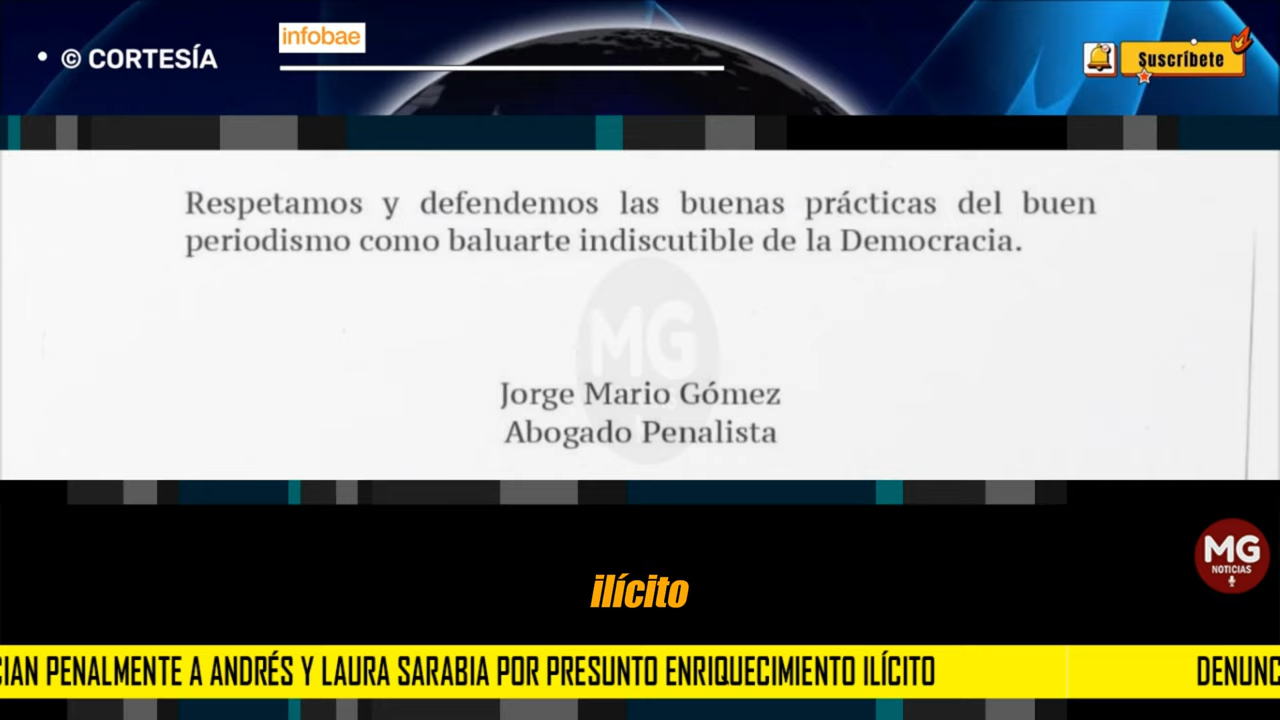 infobae
• © CORTESÍA
Suscríbete
Respetamos y defendemos las buenas prácticas del buen
periodismo como baluarte indiscutible de la Democracia.
MG
Jorge Mario Gómez
Abogado Penalista
MG
NOTICIAS
ilícito
CIAN PENALMENTE A ANDRÉS Y LAURA SARABIA POR PRESUNTO ENRIQUECIMIENTO ILÍCITO DENUNC